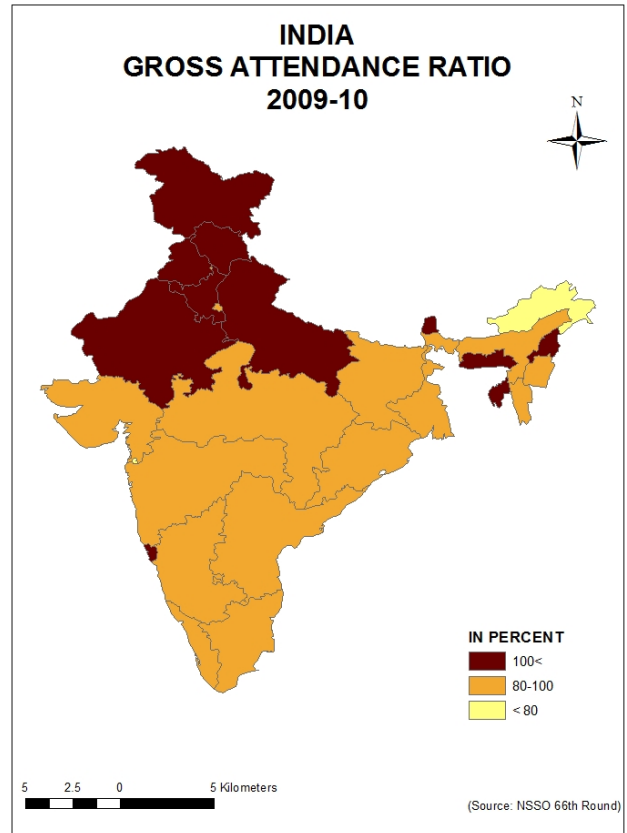 INDIA
GROSS ATTENDANCE RATIO
2009-10
N
IN PERCENT
100<
80-100
< 80
5 2.5 0 5 Kilometers
(Source: NSSO 66th Round)